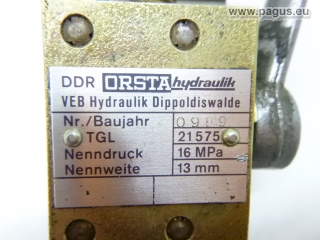 www.pagus.eu
DDR ORSTA hydraulik
VEB Hydraulik Dippoldiswalde
Nr./Baujahr
TGL 21575
Nenndruck 16 MPa
Nennweite 13 mm